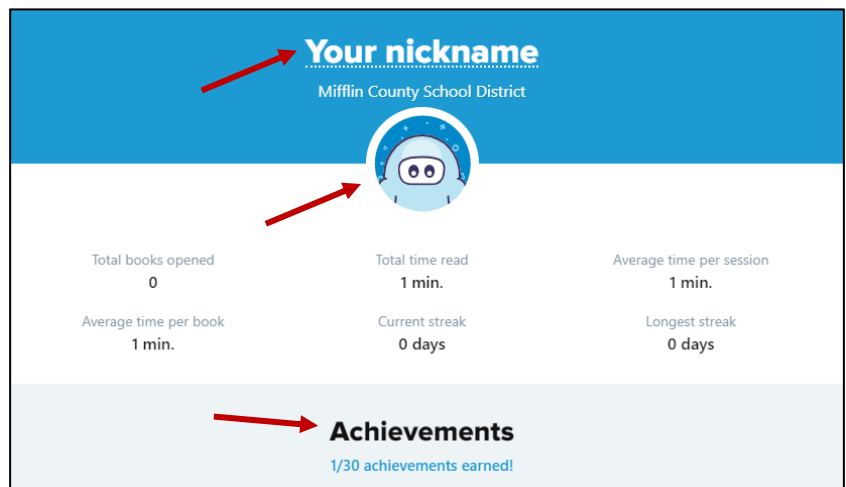 Your nickname
Mifflin County School District
Total books opened
0
Total time read
1 min.
Average time per session
1 min.
Average time per book
1 min.
Current streak
0 days
Longest streak
0 days
Achievements
1/30 achievements earned!